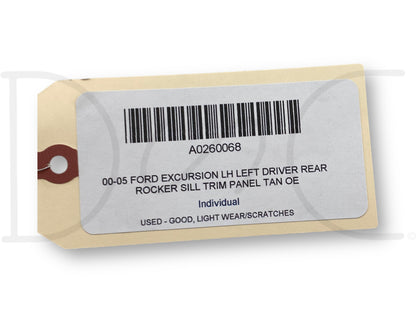 A0260068
00-05 FORD EXCURSION LH LEFT DRIVER REAR
ROCKER SILL TRIM PANEL TAN OE
Individual
USED - GOOD, LIGHT WEAR/SCRATCHES